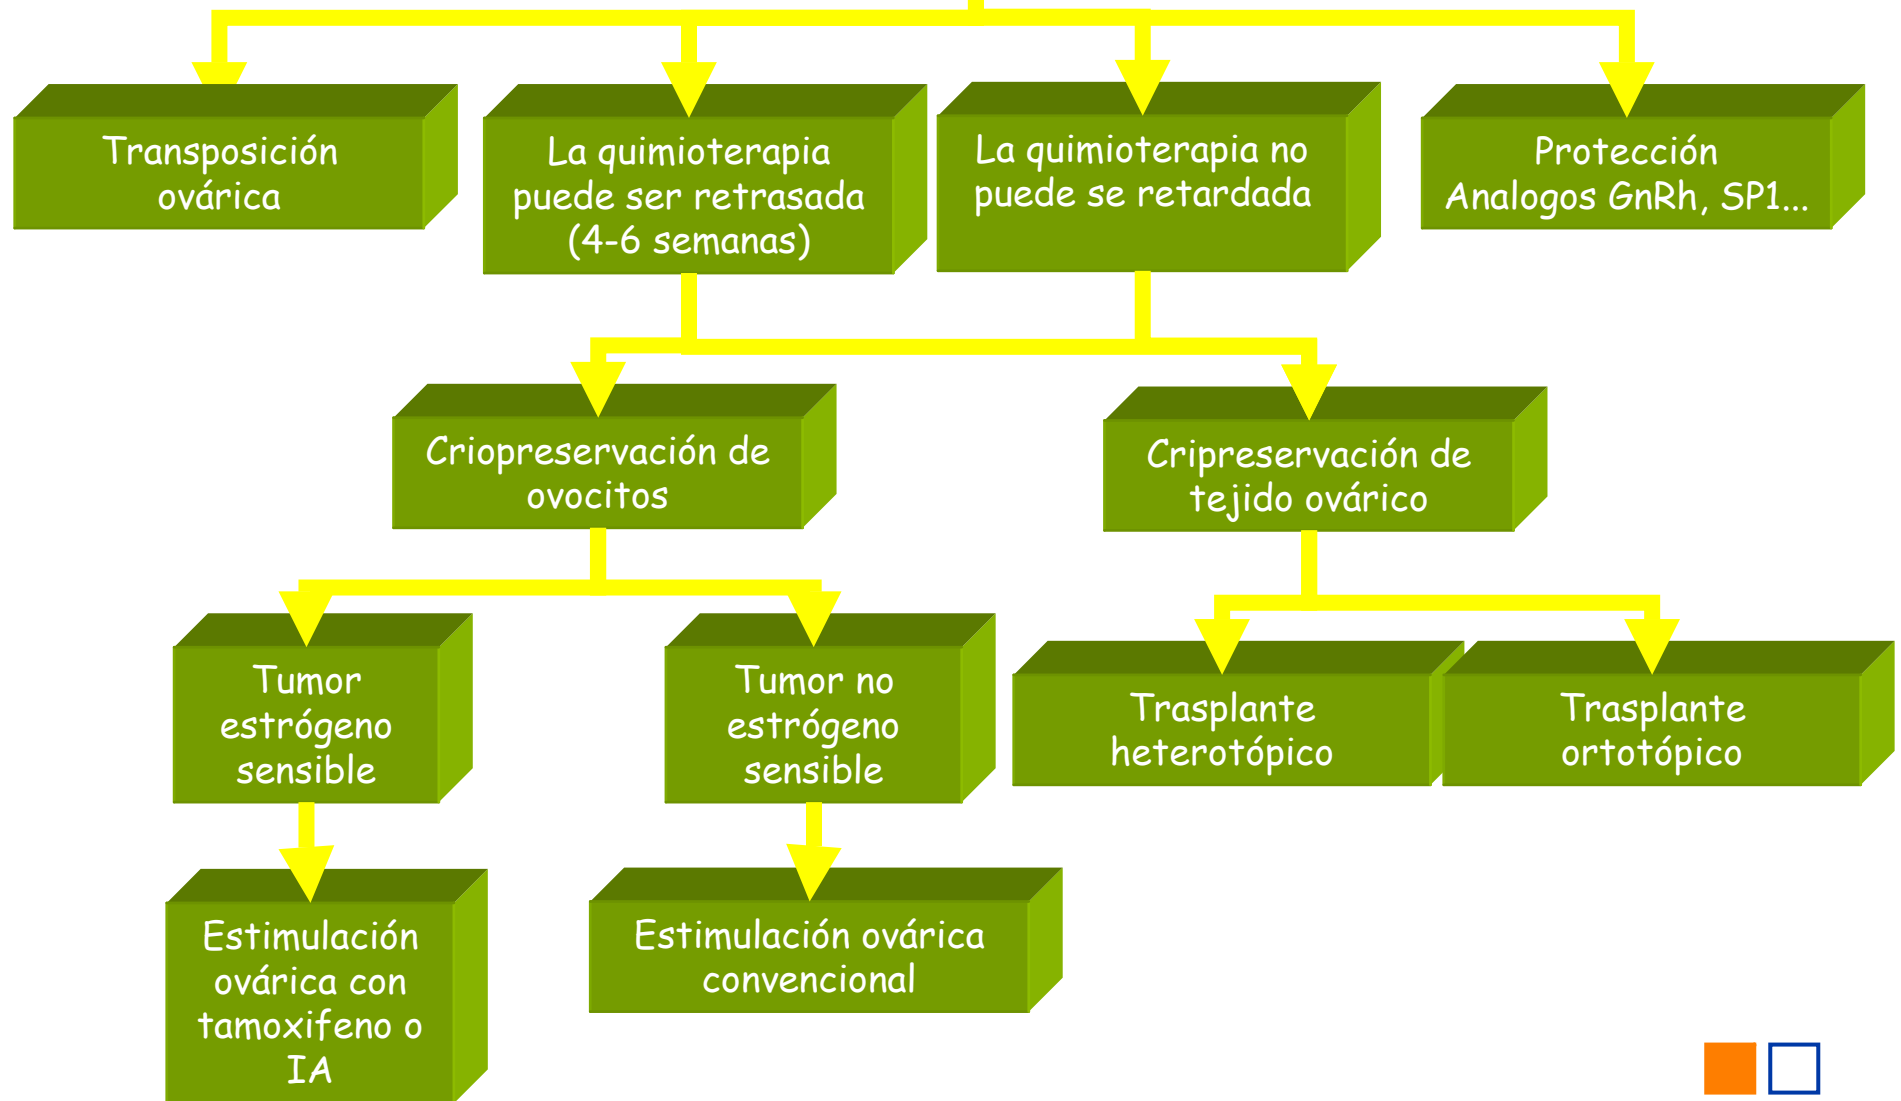 Transposición
ovárica
La quimioterapia
puede ser retrasada
(4-6 semanas)
La quimioterapia no
puede se retardada
Protección
Analogos GnRh, SP1...
Criopreservación de
ovocitos
Cripreservación de
tejido ovárico
Tumor
estrógeno
sensible
Tumor no
estrógeno
sensible
Trasplante
heterotópico
Trasplante
ortotópico
Estimulación
ovárica con
tamoxifeno o
IA
Estimulación ovárica
convencional